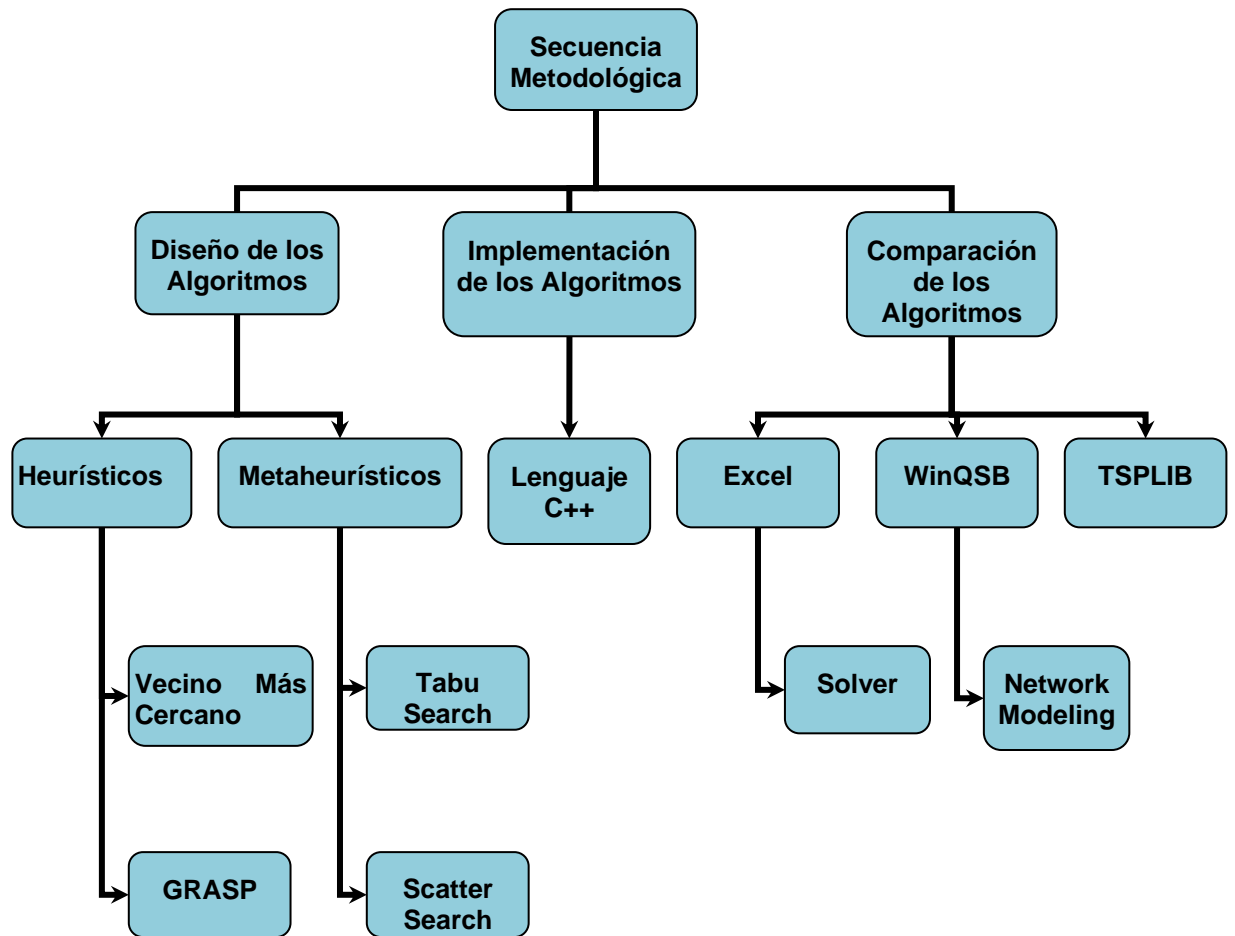 Secuencia
Metodológica
Diseño de los
Algoritmos
Implementación
de los Algoritmos
Comparación
de los
Algoritmos
Heurísticos
Metaheurísticos
Lenguaje
C++
Excel
WinQSB
TSPLIB
Vecino Más
Cercano
Tabu
Search
Solver
Network
Modeling
GRASP
Scatter
Search